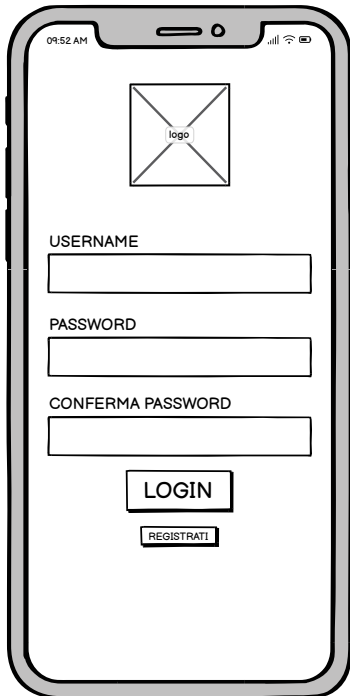 09:52 AM
logo
USERNAME
PASSWORD
CONFERMA PASSWORD
LOGIN
REGISTRATI